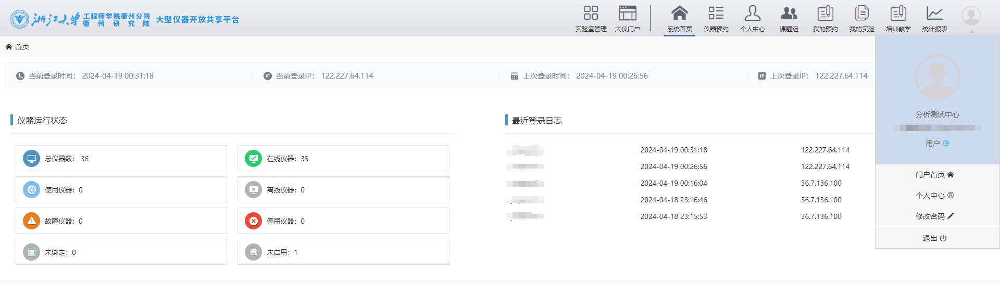 浙江大学 工程师学院衢州分院 大型仪器开放共享平台
衢州研究院
实验室管理 大仪门户 系统首页 仪器预约 个人中心 课题组 我的预约 我的实验 培训教学 统计报表
首页
当前登录时间： 2024-04-19 00:31:18 当前登录IP： 122.227.64.114 上次登录时间： 2024-04-19 00:26:56 上次登录IP： 122.227.64.114
仪器运行状态
总仪器数： 36 在线仪器：35
使用仪器：0 离线仪器：0
故障仪器：0 停用仪器：0
未绑定：0 未启用：1
最近登录日志
2024-04-19 00:31:18 122.227.64.114
2024-04-19 00:26:56 122.227.64.114
2024-04-19 00:16:04 36.7.136.100
2024-04-18 23:16:46 36.7.136.100
2024-04-18 23:15:53 36.7.136.100
分析测试中心
用户
门户首页
个人中心
修改密码
退出